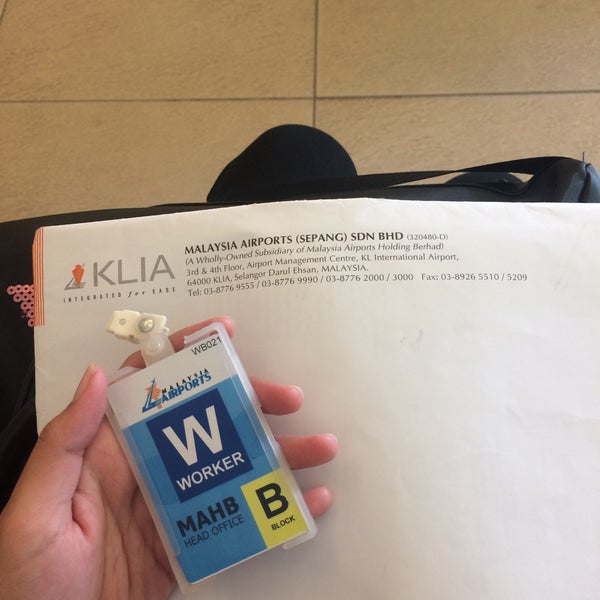 KLIA
INTEGRATED for EASE
MALAYSIA AIRPORTS (SEPANG) SDN BHD (320480-D)
(A Wholly-Owned Subsidiary of Malaysia Airports Holding Berhad)
3rd & 4th Floor, Airport Management Centre, KL International Airport,
64000 KLIA, Selangor Darul Ehsan, MALAYSIA.
Tel: 03-8776 9555 / 03-8776 9990 / 03-8776 2000 / 3000 Fax: 03-8926 5510 / 5209
WB021
MALAYSIA
AIRPORTS
W
WORKER
MAHB
HEAD OFFICE
B
BLOCK